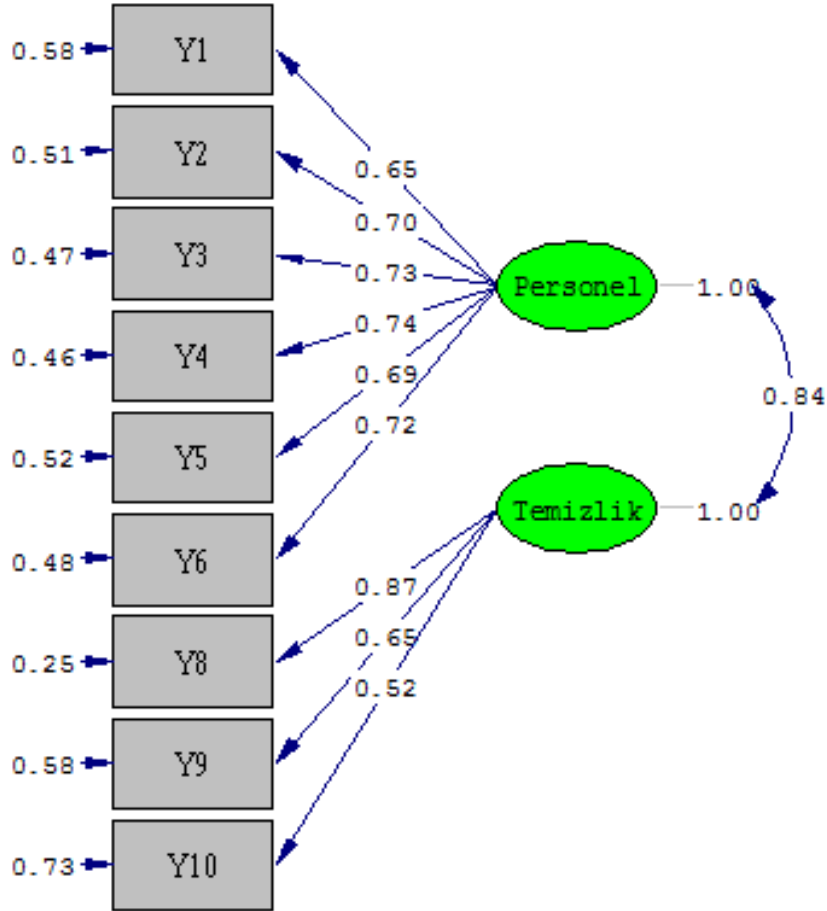 0.58 Y1
0.51 Y2
0.65
0.70
0.47 Y3
0.73
Personel 1.00
0.74
0.46 Y4
0.69
0.84
0.72
0.52 Y5
Temizlik 1.00
0.48 Y6
0.87
0.65
0.25 Y8
0.52
0.58 Y9
0.73 Y10